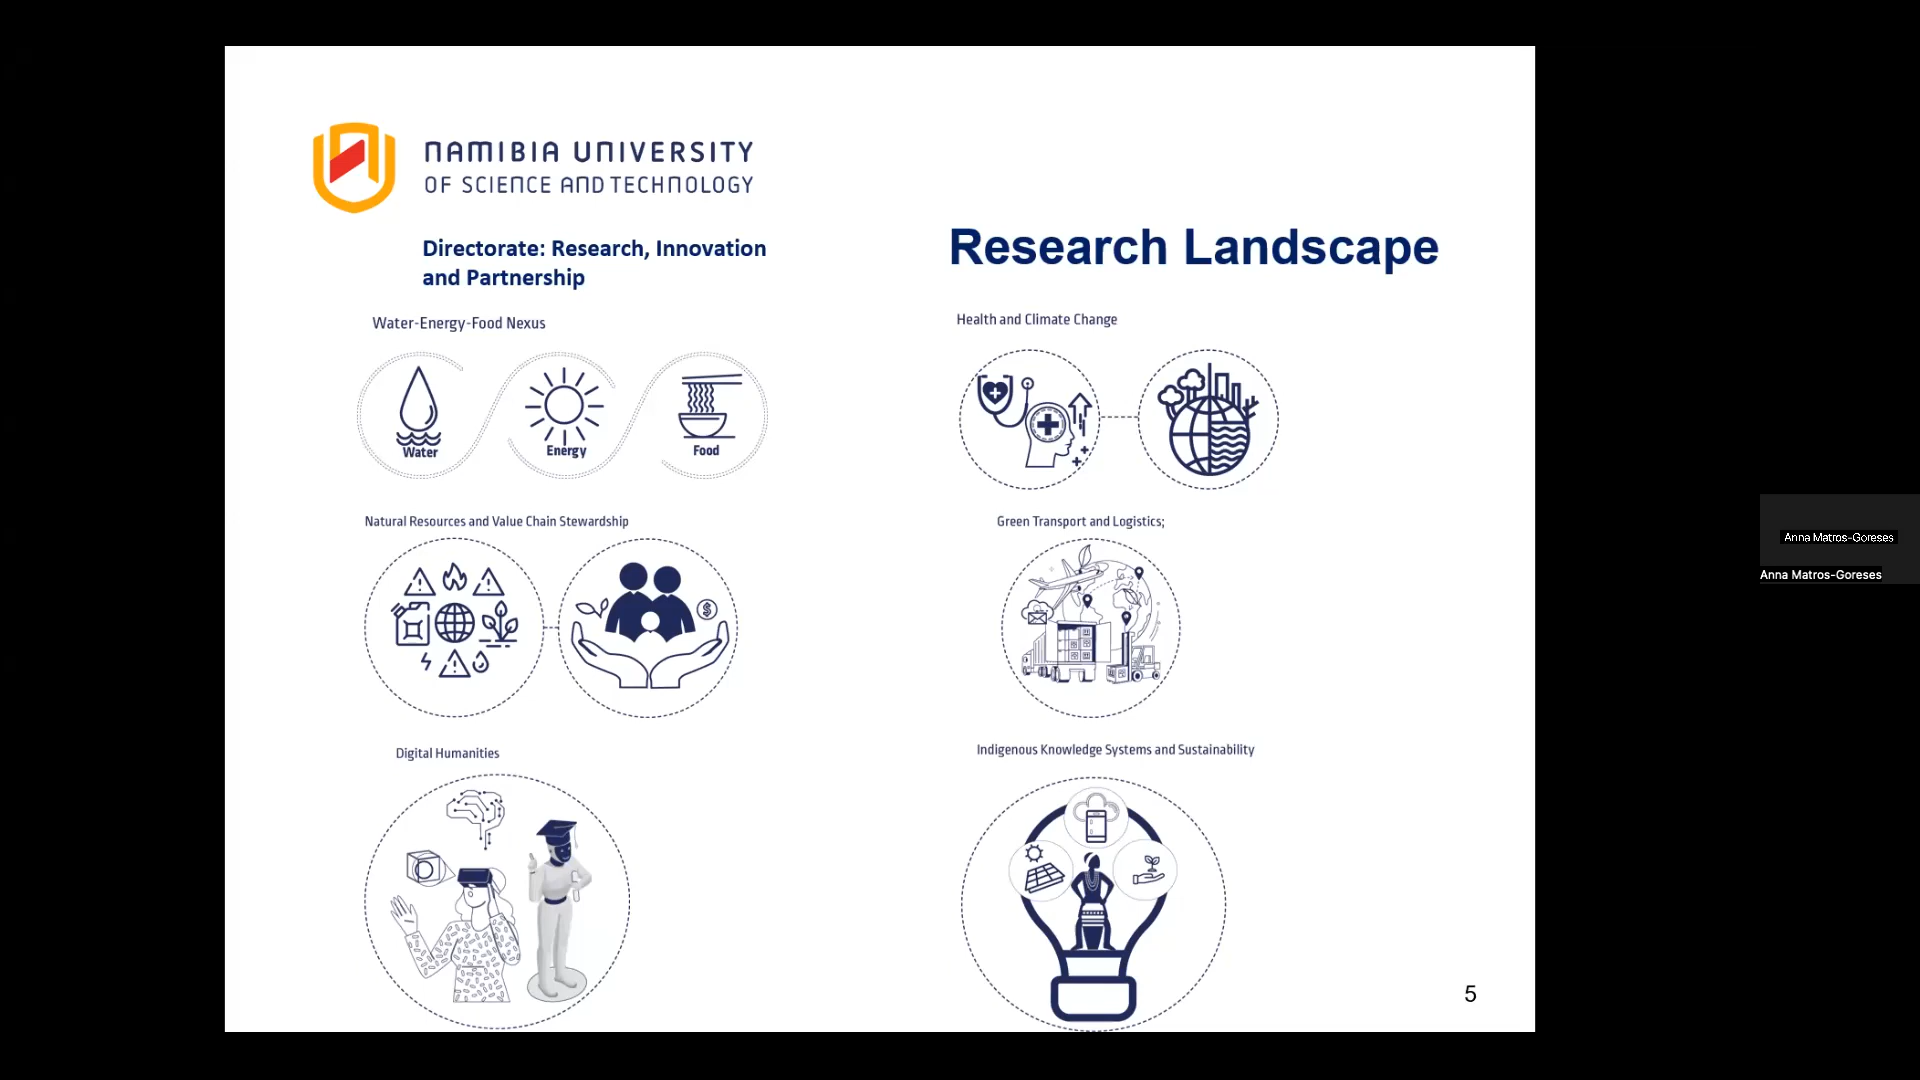 NAMIBIA UNIVERSITY
OF SCIENCE AND TECHNOLOGY
Directorate: Research, Innovation
and Partnership
Research Landscape
Water-Energy-Food Nexus
Water
Energy
Food
Health and Climate Change
Natural Resources and Value Chain Stewardship
$
Green Transport and Logistics;
Digital Humanities
Indigenous Knowledge Systems and Sustainability
5
Anna Matros-Goreses
Anna Matros-Goreses